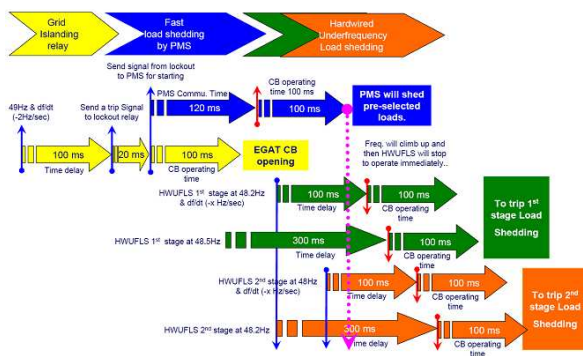 Grid
Islanding
relay
Fast
load shedding
by PMS
Hardwired
Underfrequency
Load shedding
Send signal from lockout
to PMS for starting
PMS Commu. Time
CB operating
time 100 ms
120 ms
100 ms
PMS will shed
pre-selected
loads.
49Hz & df/dt
(-2Hz/sec)
Send a trip Signal
to lockout relay
100 ms
20 ms
100 ms
Time delay
CB operating
time
EGAT CB
opening
Freq. will climb up and
then HWUFLS will stop
to operate immediately..
HWUFLS 1st stage at 48.2Hz
& df/dt (-x Hz/sec)
100 ms
Time delay
100 ms
CB operating
time
HWUFLS 1st stage at 48.5Hz
300 ms
Time delay
100 ms
CB operating
time
To trip 1st
stage Load
Shedding
HWUFLS 2nd stage at 48Hz
& df/dt (-x Hz/sec)
100 ms
Time delay
100 ms
CB operating
time
HWUFLS 2nd stage at 48.2Hz
300 ms
Time delay
100 ms
CB operating
time
To trip 2nd
stage Load
Shedding